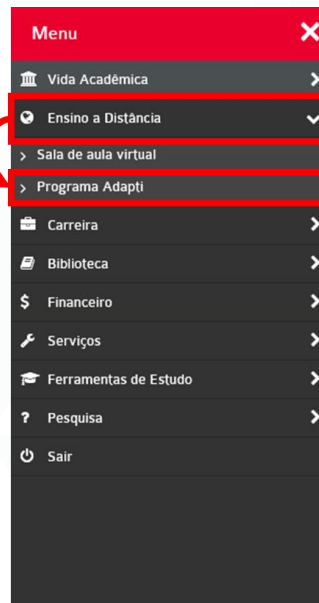 Menu
Vida Acadêmica
Ensino a Distância
Sala de aula virtual
Programa Adapti
Carreira
Biblioteca
Financeiro
Serviços
Ferramentas de Estudo
Pesquisa
Sair